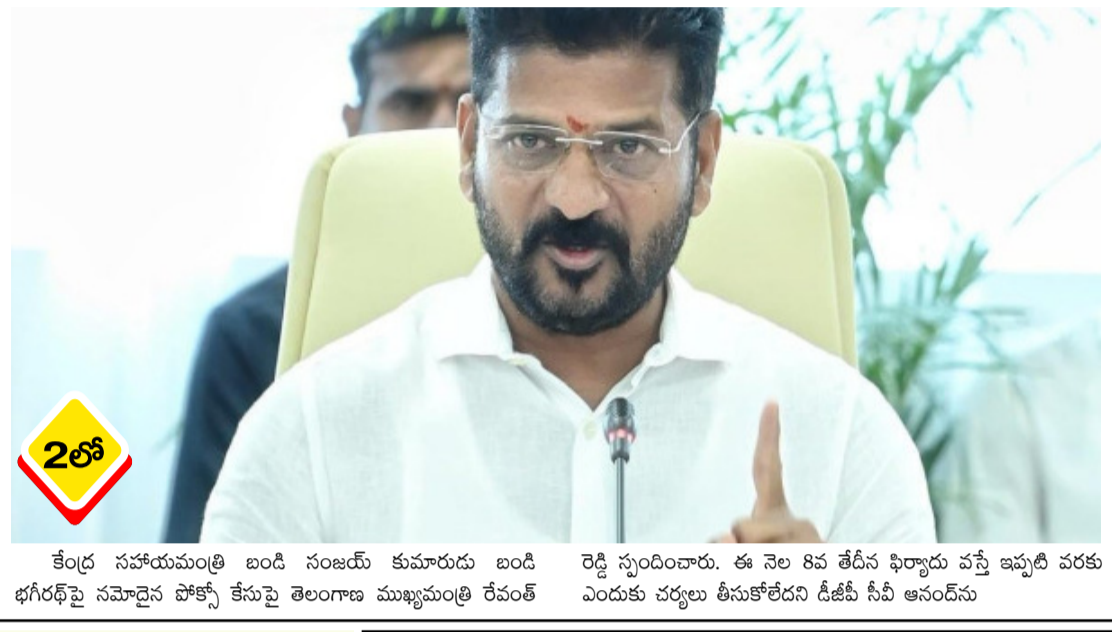 2లో
కేంద్ర సహాయమంత్రి బండి సంజయ్ కుమారుడు బండి
భగీరథ్‌పై నమోదైన పోక్సో కేసుపై తెలంగాణ ముఖ్యమంత్రి రేవంత్
రెడ్డి స్పందించారు. ఈ నెల 8వ తేదీన ఫిర్యాదు వస్తే ఇప్పటి వరకు
ఎందుకు చర్యలు తీసుకోలేదని డీజీపీ సీవీ ఆనంద్‌ను